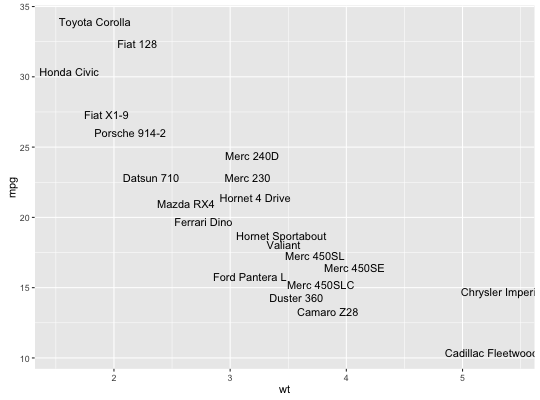 35
Toyota Corolla
Fiat 128
30
Honda Civic
Fiat X1-9
Porsche 914-2
25
Merc 240D
Datsun 710
Merc 230
Hornet 4 Drive
Mazda RX4
20
Ferrari Dino
Hornet Sportabout
Valiant
Merc 450SL
Merc 450SE
Ford Pantera L
Merc 450SLC
15
Chrysler Imperi
Duster 360
Camaro Z28
Cadillac Fleetwood
10
mpg
2 3 4 5
wt